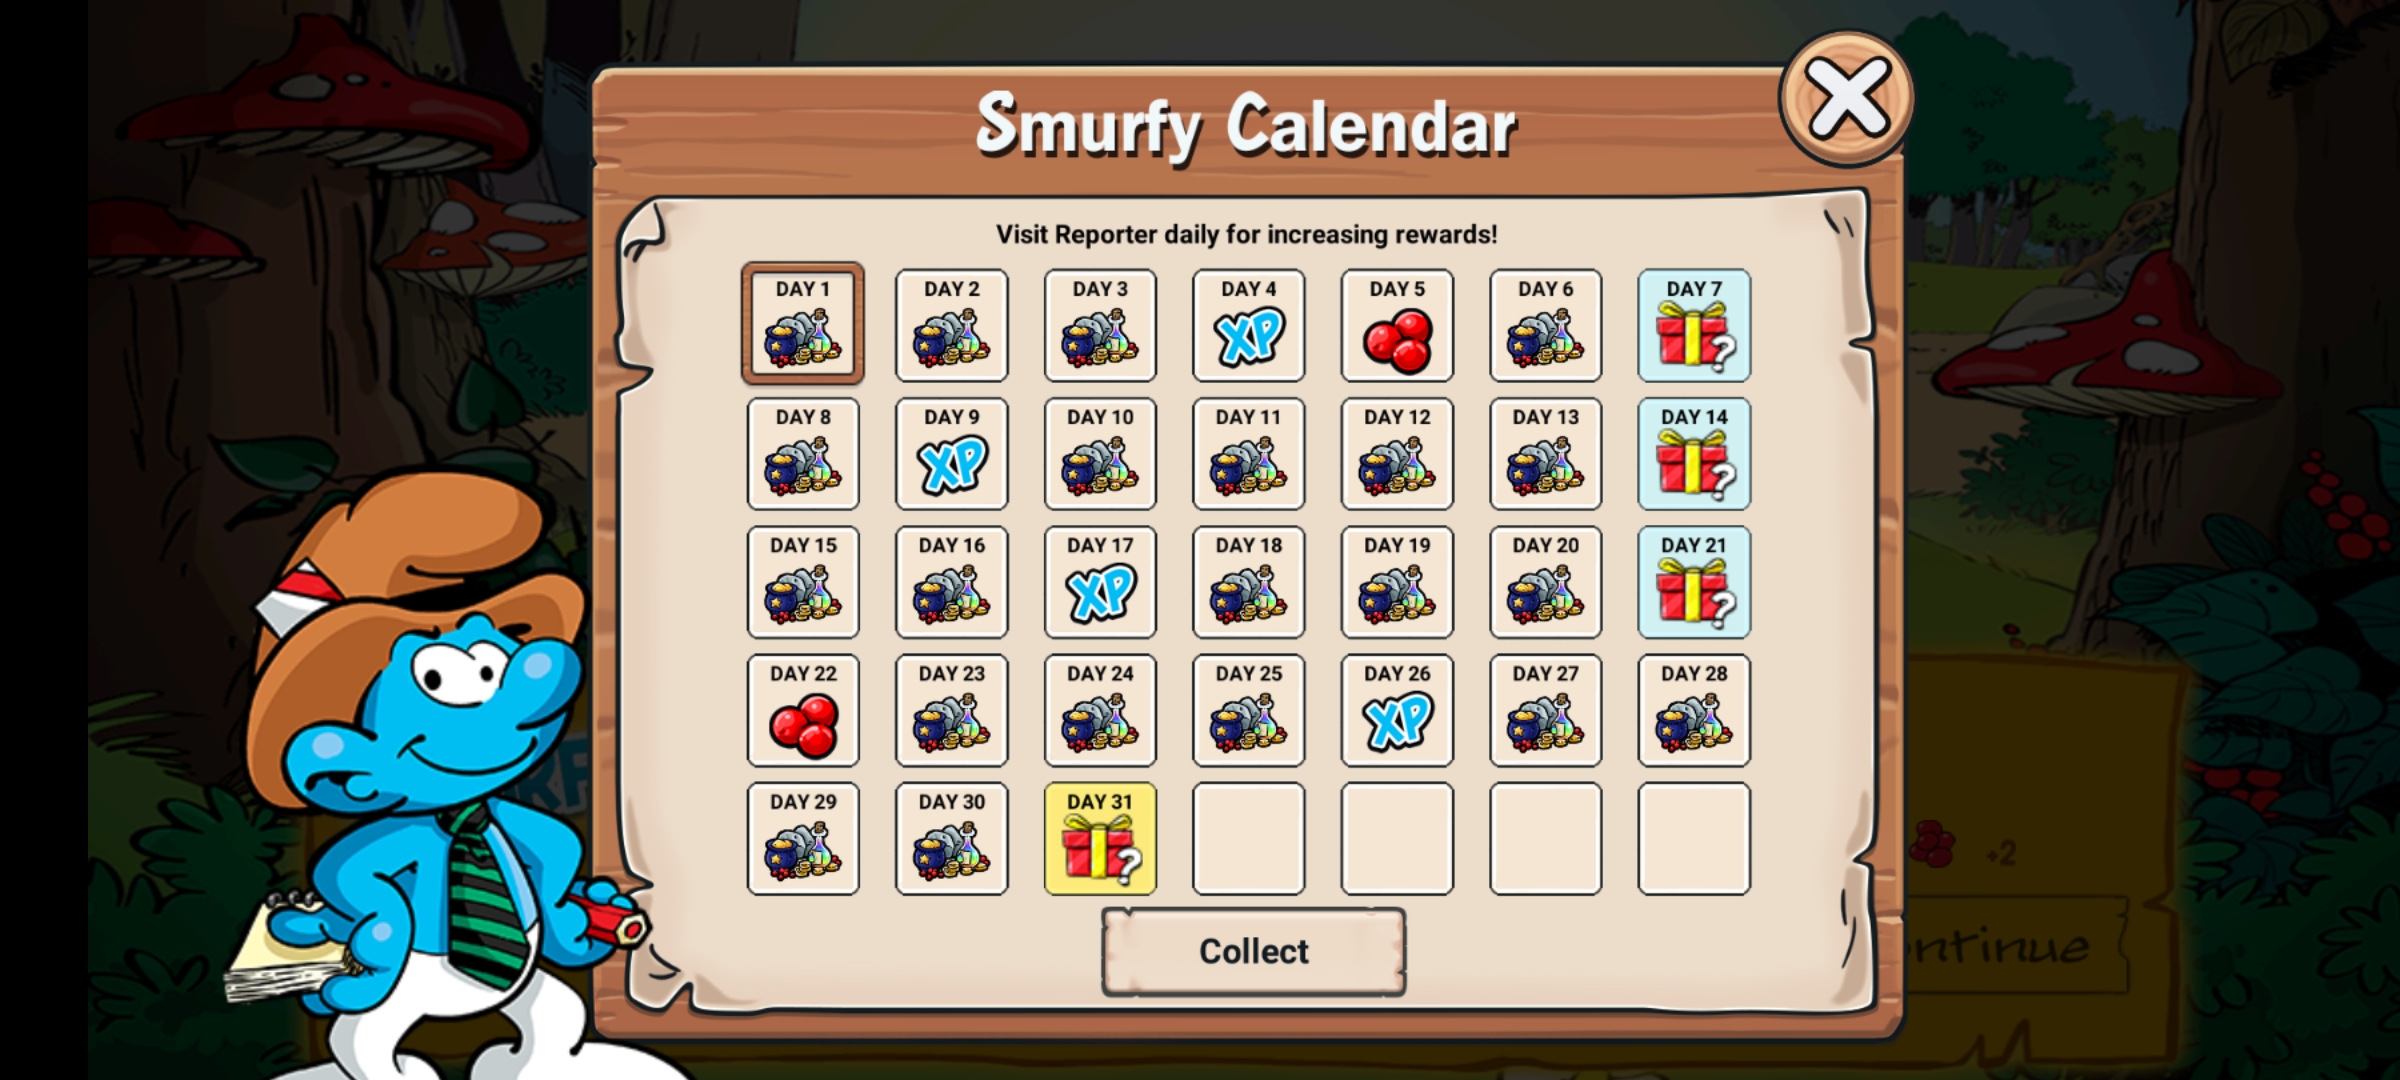 Smurfy Calendar
Visit Reporter daily for increasing rewards!
DAY 1 DAY 2 DAY 3 DAY 4 DAY 5 DAY 6 DAY 7
XP
?
DAY 8 DAY 9 DAY 10 DAY 11 DAY 12 DAY 13 DAY 14
XP
?
DAY 15 DAY 16 DAY 17 DAY 18 DAY 19 DAY 20 DAY 21
XP
?
DAY 22 DAY 23 DAY 24 DAY 25 DAY 26 DAY 27 DAY 28
XP
DAY 29 DAY 30 DAY 31
?
+2
Collect
ntinue